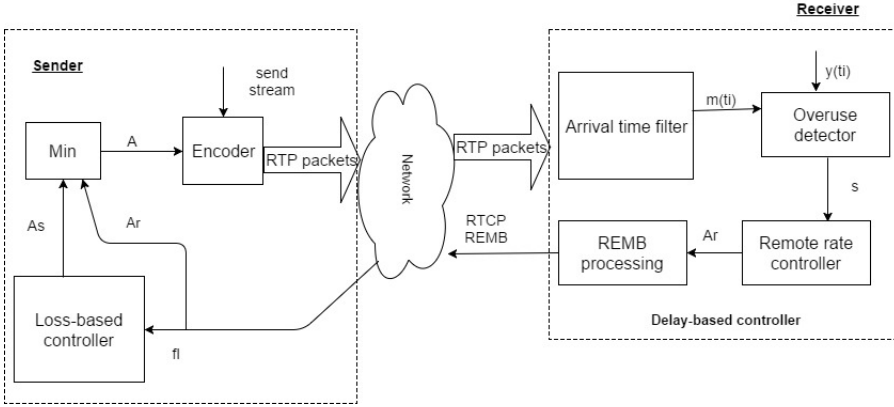 Receiver
Sender
send
stream
y(ti)
Arrival time filter
m(ti)
Overuse
detector
Min
A
Encoder
RTP packets
Network
RTP packets
s
As
Ar
RTCP
REMB
REMB
processing
Ar
Remote rate
controller
Loss-based
controller
fl
Delay-based controller